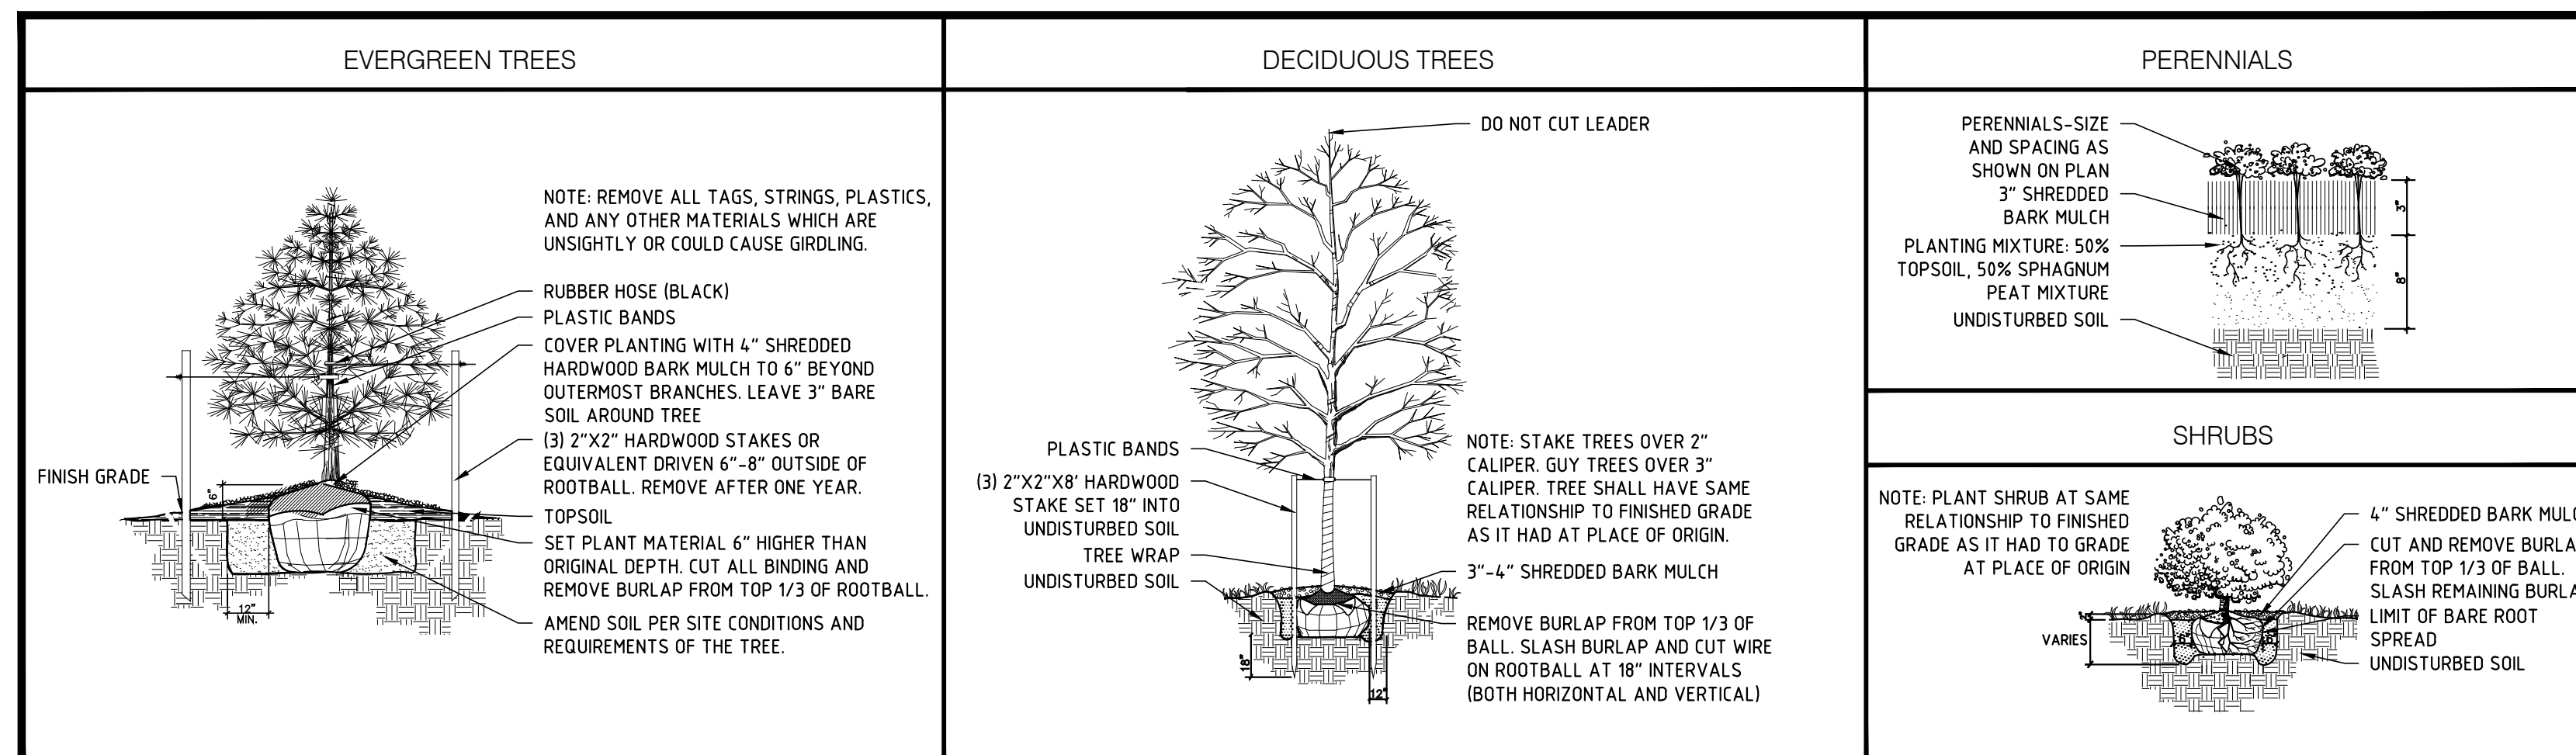 EVERGREEN TREES
NOTE: REMOVE ALL TAGS, STRINGS, PLASTICS,
AND ANY OTHER MATERIALS WHICH ARE
UNSIGHTLY OR COULD CAUSE GIRDLING.
RUBBER HOSE (BLACK)
PLASTIC BANDS
COVER PLANTING WITH 4" SHREDDED
HARDWOOD BARK MULCH TO 6" BEYOND
OUTERMOST BRANCHES. LEAVE 3" BARE
SOIL AROUND TREE
(3) 2"X2" HARDWOOD STAKES OR
EQUIVALENT DRIVEN 6"-8" OUTSIDE OF
ROOTBALL. REMOVE AFTER ONE YEAR.
FINISH GRADE
6"
TOPSOIL
SET PLANT MATERIAL 6" HIGHER THAN
ORIGINAL DEPTH. CUT ALL BINDING AND
REMOVE BURLAP FROM TOP 1/3 OF ROOTBALL.
12"
MIN.
AMEND SOIL PER SITE CONDITIONS AND
REQUIREMENTS OF THE TREE.
DECIDUOUS TREES
DO NOT CUT LEADER
PLASTIC BANDS
(3) 2"X2"X8' HARDWOOD
STAKE SET 18" INTO
UNDISTURBED SOIL
TREE WRAP
UNDISTURBED SOIL
NOTE: STAKE TREES OVER 2"
CALIPER. GUY TREES OVER 3"
CALIPER. TREE SHALL HAVE SAME
RELATIONSHIP TO FINISHED GRADE
AS IT HAD AT PLACE OF ORIGIN.
3"-4" SHREDDED BARK MULCH
REMOVE BURLAP FROM TOP 1/3 OF
BALL. SLASH BURLAP AND CUT WIRE
ON ROOTBALL AT 18" INTERVALS
(BOTH HORIZONTAL AND VERTICAL)
18"
12"
PERENNIALS
PERENNIALS-SIZE
AND SPACING AS
SHOWN ON PLAN
3" SHREDDED
BARK MULCH
PLANTING MIXTURE: 50%
TOPSOIL, 50% SPHAGNUM
PEAT MIXTURE
UNDISTURBED SOIL
3"
8"
SHRUBS
NOTE: PLANT SHRUB AT SAME
RELATIONSHIP TO FINISHED
GRADE AS IT HAD TO GRADE
AT PLACE OF ORIGIN
VARIES
6"
6"
4" SHREDDED BARK
CUT AND REMOVE
FROM TOP 1/3 OF BALL.
SLASH REMAINING
LIMIT OF BARE ROOT
SPREAD
UNDISTURBED SOIL